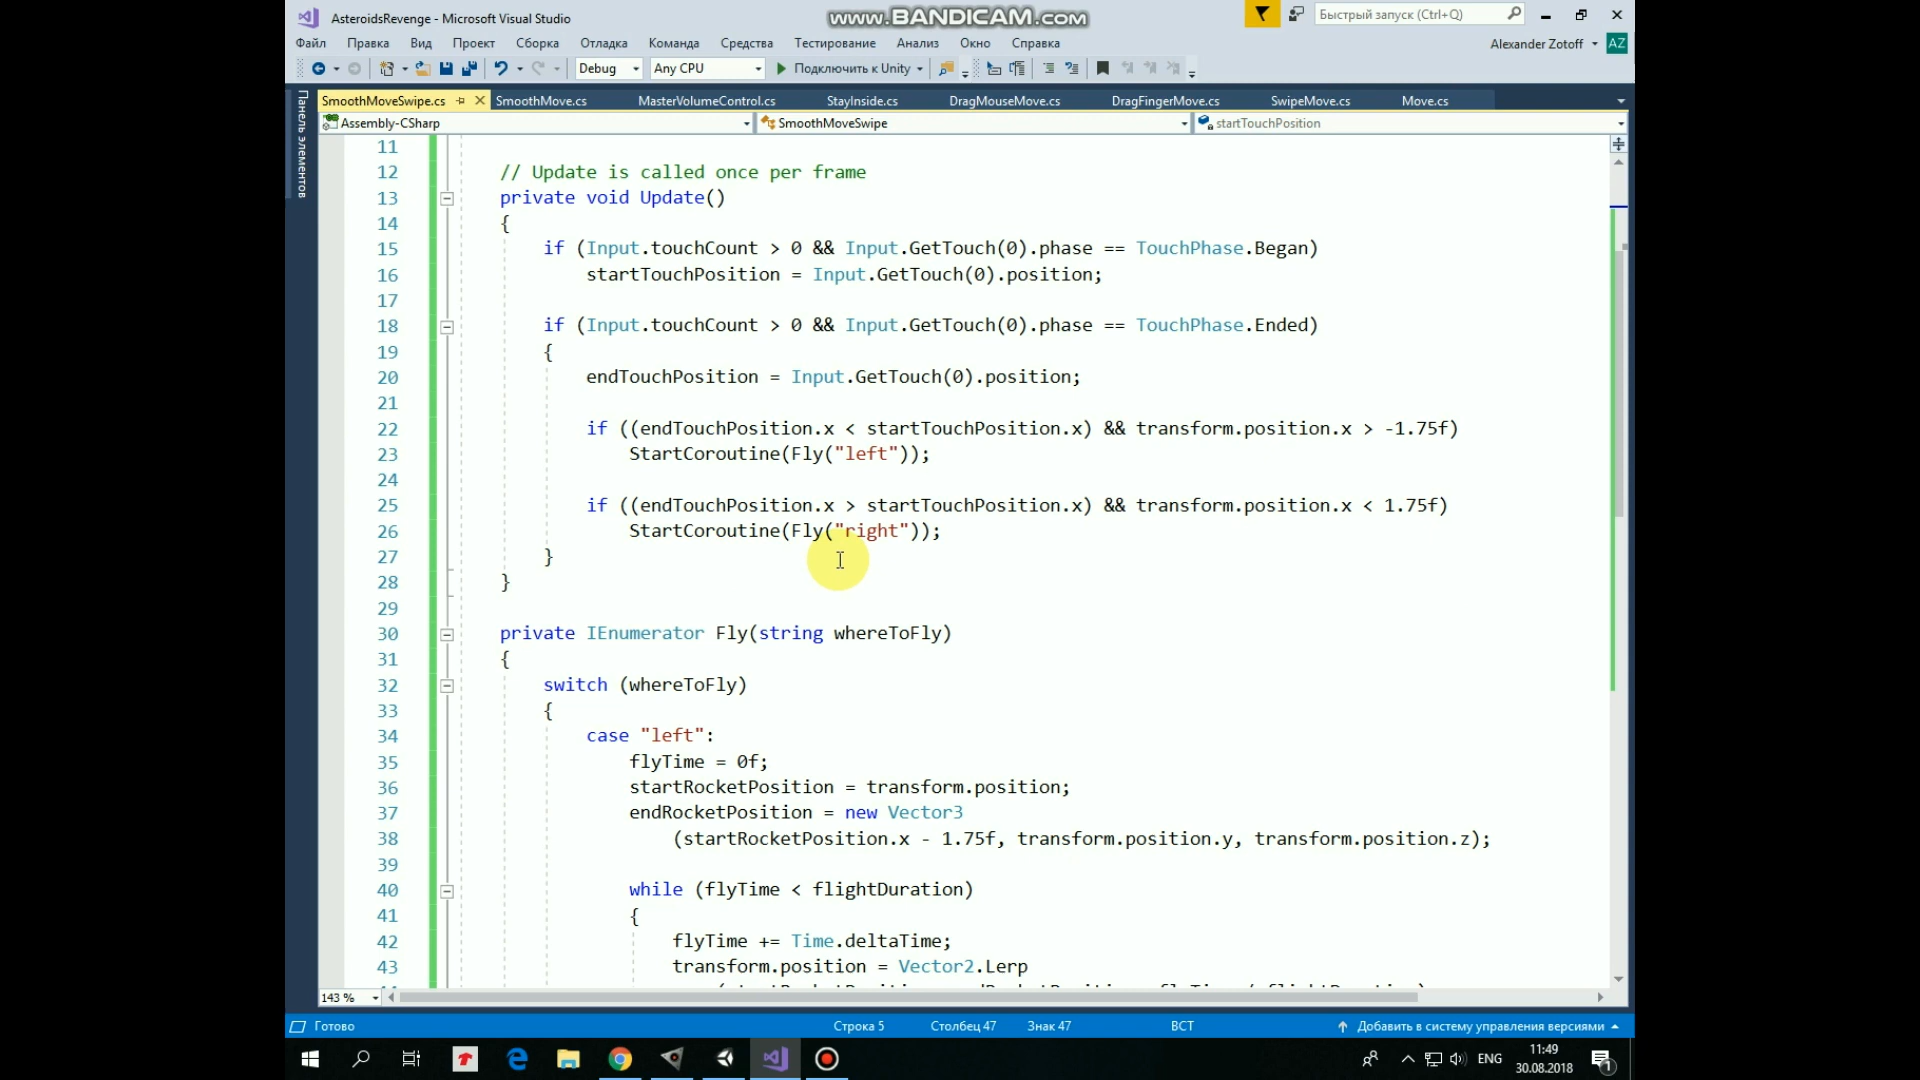 AsteroidsRevenge - Microsoft Visual Studio
www.BANDICAM.com
Быстрый запуск (Ctrl+Q)
Файл Правка Вид Проект Сборка Отладка Команда Средства Тестирование Анализ Окно Справка
Alexander Zotoff AZ
Debug Any CPU Подключить к Unity
Панель элементов
SmoothMoveSwipe.cs SmoothMove.cs MasterVolumeControl.cs StayInside.cs DragMouseMove.cs DragFingerMove.cs SwipeMove.cs Move.cs
Assembly-CSharp SmoothMoveSwipe startTouchPosition
11
12 // Update is called once per frame
13 private void Update()
14 {
15 if (Input.touchCount > 0 && Input.GetTouch(0).phase == TouchPhase.Began)
16 startTouchPosition = Input.GetTouch(0).position;
17
18 if (Input.touchCount > 0 && Input.GetTouch(0).phase == TouchPhase.Ended)
19 {
20 endTouchPosition = Input.GetTouch(0).position;
21
22 if ((endTouchPosition.x < startTouchPosition.x) && transform.position.x > -1.75f)
23 StartCoroutine(Fly("left"));
24
25 if ((endTouchPosition.x > startTouchPosition.x) && transform.position.x < 1.75f)
26 StartCoroutine(Fly("right"));
27 }
28 }
29
30 private IEnumerator Fly(string whereToFly)
31 {
32 switch (whereToFly)
33 {
34 case "left":
35 flyTime = 0f;
36 startRocketPosition = transform.position;
37 endRocketPosition = new Vector3
38 (startRocketPosition.x - 1.75f, transform.position.y, transform.position.z);
39
40 while (flyTime < flightDuration)
41 {
42 flyTime += Time.deltaTime;
43 transform.position = Vector2.Lerp
143 %
Готово Строка 5 Столбец 47 Знак 47 ВСТ Добавить в систему управления версиями
ENG
11:49
30.08.2018
1